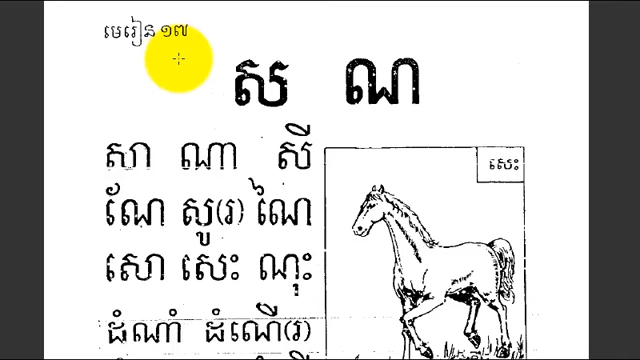 មេរៀន ១៧
ស ណ
សា ណា សី
សេះ
ណែ សូ(រ) ណៃ
សោ សេះ ណុះ
ដំណាំ ដំណើ(រ)